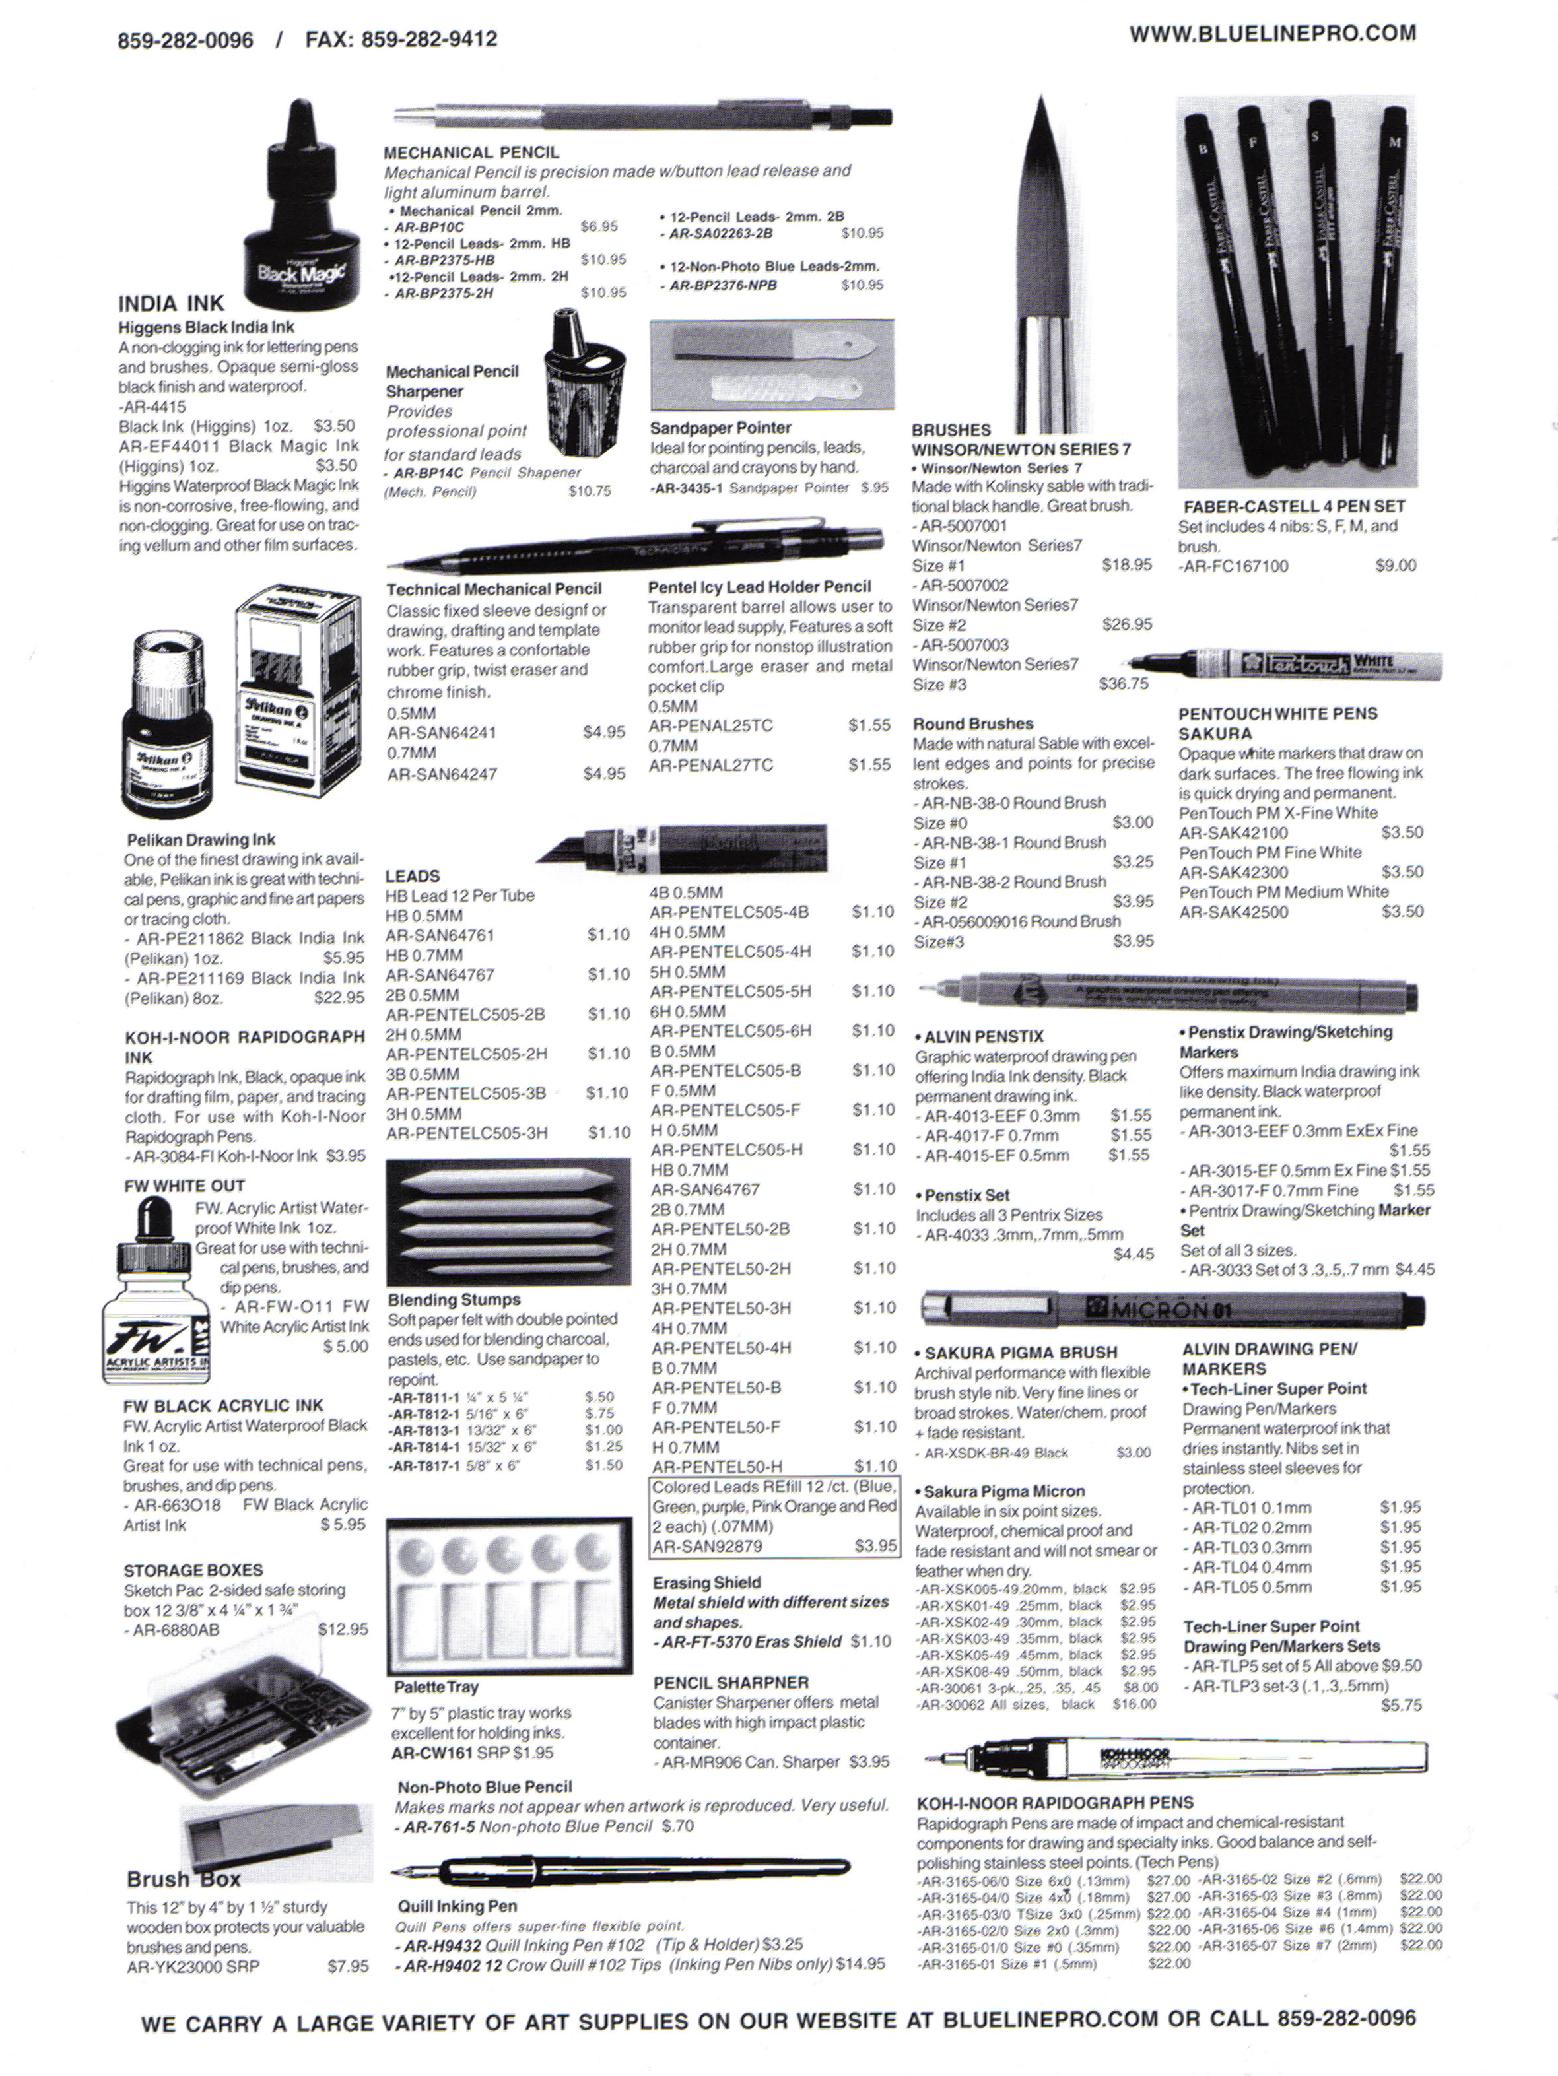 859-282-0096 / FAX: 859-282-9412
WWW.BLUELINEPRO.COM
Higgins
Black Magic
INDIA INK
Higgens Black India Ink
A non-clogging ink for lettering pens
and brushes. Opaque semi-gloss
black finish and waterproof.
-AR-4415
Black Ink (Higgins) 1oz. $3.50
AR-EF44011 Black Magic Ink
(Higgins) 1oz. $3.50
Higgins Waterproof Black Magic Ink
is non-corrosive, free-flowing, and
non-clogging. Great for use on trac-
ing vellum and other film surfaces.
Pelikan
DRAWING INK A
Pelikan
DRAWING INK A
Pelikan Drawing Ink
One of the finest drawing ink avail-
able, Pelikan ink is great with techni-
cal pens, graphic and fine art papers
or tracing cloth.
- AR-PE211862 Black India Ink
(Pelikan) 1oz. $5.95
- AR-PE211169 Black India Ink
(Pelikan) 8oz. $22.95
KOH-I-NOOR RAPIDOGRAPH
INK
Rapidograph Ink, Black, opaque ink
for drafting film, paper, and tracing
cloth. For use with Koh-I-Noor
Rapidograph Pens.
- AR-3084-FI Koh-I-Noor Ink $3.95
FW WHITE OUT
FW. Acrylic Artist Water-
proof White Ink 1oz.
Great for use with techni-
cal pens, brushes, and
dip pens.
- AR-FW-O11 FW
White Acrylic Artist Ink
$ 5.00
FW
ACRYLIC ARTISTS IN
FW BLACK ACRYLIC INK
FW. Acrylic Artist Waterproof Black
Ink 1 oz.
Great for use with technical pens,
brushes, and dip pens.
- AR-663O18 FW Black Acrylic
Artist Ink $ 5.95
STORAGE BOXES
Sketch Pac 2-sided safe storing
box 12 3/8" x 4 ¼" x 1 ¾"
- AR-6880AB $12.95
Brush Box
This 12" by 4" by 1 ½" sturdy
wooden box protects your valuable
brushes and pens.
AR-YK23000 SRP $7.95
MECHANICAL PENCIL
Mechanical Pencil is precision made w/button lead release and
light aluminum barrel.
• Mechanical Pencil 2mm.
- AR-BP10C $6.95
• 12-Pencil Leads- 2mm. HB
- AR-BP2375-HB $10.95
•12-Pencil Leads- 2mm. 2H
- AR-BP2375-2H $10.95
• 12-Pencil Leads- 2mm. 2B
- AR-SA02263-2B $10.95
• 12-Non-Photo Blue Leads-2mm.
- AR-BP2376-NPB $10.95
Mechanical Pencil
Sharpener
Provides
professional point
for standard leads
- AR-BP14C Pencil Shapener
(Mech. Pencil) $10.75
Sandpaper Pointer
Ideal for pointing pencils, leads,
charcoal and crayons by hand.
-AR-3435-1 Sandpaper Pointer $.95
Technician
Technical Mechanical Pencil
Classic fixed sleeve designf or
drawing, drafting and template
work. Features a confortable
rubber grip, twist eraser and
chrome finish.
0.5MM
AR-SAN64241 $4.95
0.7MM
AR-SAN64247 $4.95
Pentel Icy Lead Holder Pencil
Transparent barrel allows user to
monitor lead supply, Features a soft
rubber grip for nonstop illustration
comfort.Large eraser and metal
pocket clip
0.5MM
AR-PENAL25TC $1.55
0.7MM
AR-PENAL27TC $1.55
LEADS
HB Lead 12 Per Tube
HB 0.5MM
AR-SAN64761 $1.10
HB 0.7MM
AR-SAN64767 $1.10
2B 0.5MM
AR-PENTELC505-2B $1.10
2H 0.5MM
AR-PENTELC505-2H $1.10
3B 0.5MM
AR-PENTELC505-3B $1.10
3H 0.5MM
AR-PENTELC505-3H $1.10
Pentel
4B 0.5MM
AR-PENTELC505-4B $1.10
4H 0.5MM
AR-PENTELC505-4H $1.10
5H 0.5MM
AR-PENTELC505-5H $1.10
6H 0.5MM
AR-PENTELC505-6H $1.10
B 0.5MM
AR-PENTELC505-B $1.10
F 0.5MM
AR-PENTELC505-F $1.10
H 0.5MM
AR-PENTELC505-H $1.10
HB 0.7MM
AR-SAN64767 $1.10
2B 0.7MM
AR-PENTEL50-2B $1.10
2H 0.7MM
AR-PENTEL50-2H $1.10
3H 0.7MM
AR-PENTEL50-3H $1.10
4H 0.7MM
AR-PENTEL50-4H $1.10
B 0.7MM
AR-PENTEL50-B $1.10
F 0.7MM
AR-PENTEL50-F $1.10
H 0.7MM
AR-PENTEL50-H $1.10
Colored Leads REfill 12 /ct. (Blue,
Green, purple, Pink Orange and Red
2 each) (.07MM)
AR-SAN92879 $3.95
Blending Stumps
Soft paper felt with double pointed
ends used for blending charcoal,
pastels, etc. Use sandpaper to
repoint.
-AR-T811-1 ¼" x 5 ¼" $.50
-AR-T812-1 5/16" x 6" $.75
-AR-T813-1 13/32" x 6" $1.00
-AR-T814-1 15/32" x 6" $1.25
-AR-T817-1 5/8" x 6" $1.50
Palette Tray
7" by 5" plastic tray works
excellent for holding inks.
AR-CW161 SRP $1.95
Erasing Shield
Metal shield with different sizes
and shapes.
- AR-FT-5370 Eras Shield $1.10
PENCIL SHARPNER
Canister Sharpener offers metal
blades with high impact plastic
container.
- AR-MR906 Can. Sharper $3.95
Non-Photo Blue Pencil
Makes marks not appear when artwork is reproduced. Very useful.
- AR-761-5 Non-photo Blue Pencil $.70
Quill Inking Pen
Quill Pens offers super-fine flexible point.
- AR-H9432 Quill Inking Pen #102 (Tip & Holder) $3.25
- AR-H9402 12 Crow Quill #102 Tips (Inking Pen Nibs only) $14.95
BRUSHES
WINSOR/NEWTON SERIES 7
• Winsor/Newton Series 7
Made with Kolinsky sable with tradi-
tional black handle. Great brush.
- AR-5007001
Winsor/Newton Series7
Size #1 $18.95
- AR-5007002
Winsor/Newton Series7
Size #2 $26.95
- AR-5007003
Winsor/Newton Series7
Size #3 $36.75
Round Brushes
Made with natural Sable with excel-
lent edges and points for precise
strokes.
- AR-NB-38-0 Round Brush
Size #0 $3.00
- AR-NB-38-1 Round Brush
Size #1 $3.25
- AR-NB-38-2 Round Brush
Size #2 $3.95
- AR-056009016 Round Brush
Size#3 $3.95
B F S M
FABER-CASTELL
FABER-CASTELL
FABER-CASTELL
FABER-CASTELL
FABER-CASTELL 4 PEN SET
Set includes 4 nibs: S, F, M, and
brush.
-AR-FC167100 $9.00
Pen-touch WHITE
PENTOUCH WHITE PENS
SAKURA
Opaque white markers that draw on
dark surfaces. The free flowing ink
is quick drying and permanent.
PenTouch PM X-Fine White
AR-SAK42100 $3.50
PenTouch PM Fine White
AR-SAK42300 $3.50
PenTouch PM Medium White
AR-SAK42500 $3.50
(Black Permanent Drawing Ink)
A graphic waterproof drawing pen offering
India ink density for technical drawing.
• ALVIN PENSTIX
Graphic waterproof drawing pen
offering India Ink density. Black
permanent drawing ink.
- AR-4013-EEF 0.3mm $1.55
- AR-4017-F 0.7mm $1.55
- AR-4015-EF 0.5mm $1.55
• Penstix Set
Includes all 3 Pentrix Sizes
- AR-4033 .3mm,.7mm,.5mm
$4.45
• Penstix Drawing/Sketching
Markers
Offers maximum India drawing ink
like density. Black waterproof
permanent ink.
- AR-3013-EEF 0.3mm ExEx Fine
$1.55
- AR-3015-EF 0.5mm Ex Fine $1.55
- AR-3017-F 0.7mm Fine $1.55
• Pentrix Drawing/Sketching Marker
Set
Set of all 3 sizes.
- AR-3033 Set of 3 .3,.5,.7 mm $4.45
MICRON 01
• SAKURA PIGMA BRUSH
Archival performance with flexible
brush style nib. Very fine lines or
broad strokes. Water/chem. proof
+ fade resistant.
- AR-XSDK-BR-49 Black $3.00
• Sakura Pigma Micron
Available in six point sizes.
Waterproof, chemical proof and
fade resistant and will not smear or
feather when dry.
-AR-XSK005-49.20mm, black $2.95
-AR-XSK01-49 .25mm, black $2.95
-AR-XSK02-49 .30mm, black $2.95
-AR-XSK03-49 .35mm, black $2.95
-AR-XSK05-49 .45mm, black $2.95
-AR-XSK08-49 .50mm, black $2.95
-AR-30061 3-pk.,.25, .35, .45 $8.00
-AR-30062 All sizes, black $16.00
ALVIN DRAWING PEN/
MARKERS
•Tech-Liner Super Point
Drawing Pen/Markers
Permanent waterproof ink that
dries instantly. Nibs set in
stainless steel sleeves for
protection.
- AR-TL01 0.1mm $1.95
- AR-TL02 0.2mm $1.95
- AR-TL03 0.3mm $1.95
- AR-TL04 0.4mm $1.95
- AR-TL05 0.5mm $1.95
Tech-Liner Super Point
Drawing Pen/Markers Sets
- AR-TLP5 set of 5 All above $9.50
- AR-TLP3 set-3 (.1,.3,.5mm)
$5.75
KOH-I-NOOR
RAPIDOGRAPH
KOH-I-NOOR RAPIDOGRAPH PENS
Rapidograph Pens are made of impact and chemical-resistant
components for drawing and specialty inks. Good balance and self-
polishing stainless steel points. (Tech Pens)
-AR-3165-06/0 Size 6x0 (.13mm) $27.00 -AR-3165-02 Size #2 (.6mm) $22.00
-AR-3165-04/0 Size 4x0 (.18mm) $27.00 -AR-3165-03 Size #3 (.8mm) $22.00
-AR-3165-03/0 TSize 3x0 (.25mm) $22.00 -AR-3165-04 Size #4 (1mm) $22.00
-AR-3165-02/0 Size 2x0 (.3mm) $22.00 -AR-3165-06 Size #6 (1.4mm) $22.00
-AR-3165-01/0 Size #0 (.35mm) $22.00 -AR-3165-07 Size #7 (2mm) $22.00
-AR-3165-01 Size #1 (.5mm) $22.00
WE CARRY A LARGE VARIETY OF ART SUPPLIES ON OUR WEBSITE AT BLUELINEPRO.COM OR CALL 859-282-0096